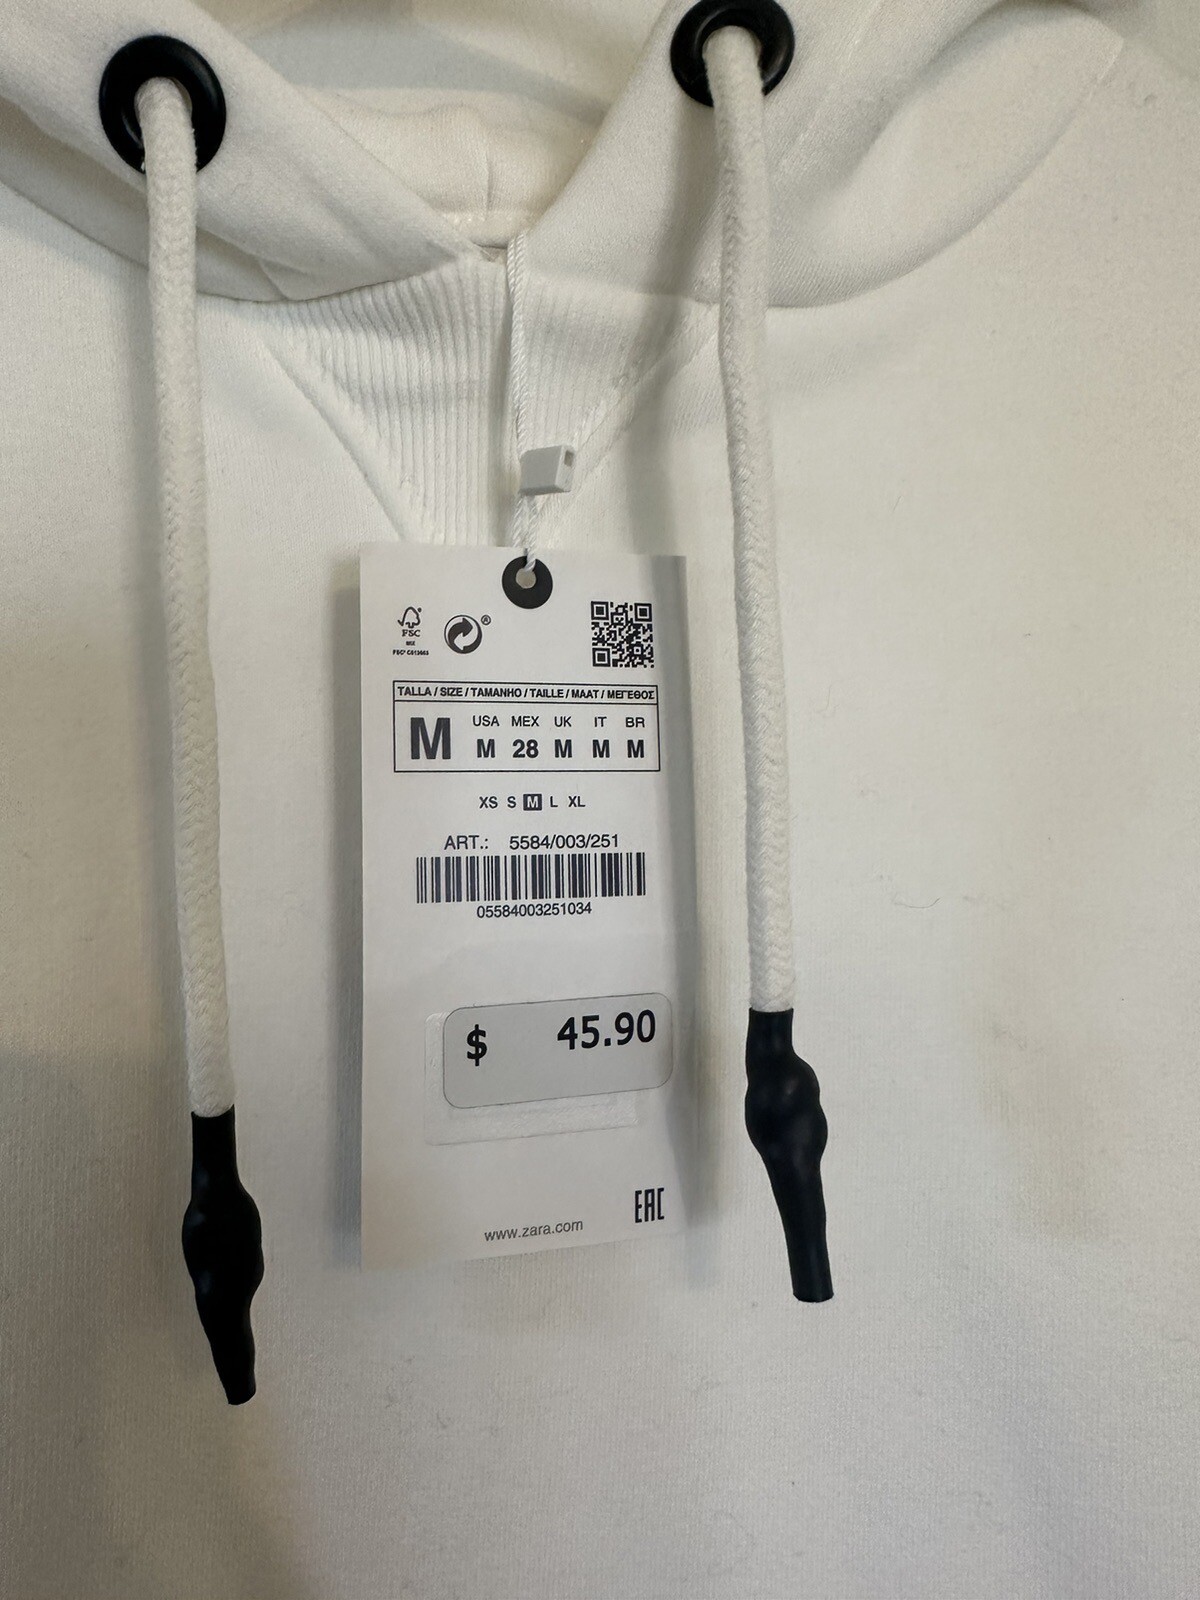 FSC
MIX
®
TALLA / SIZE / TAMANHO / TAILLE / MAAT / ΜΕΓΕΘΟΣ
M
USA MEX UK IT BR
M 28 M M M
XS S M L XL
ART.: 5584/003/251
05584003251034
$ 45.90
EAC
www.zara.com